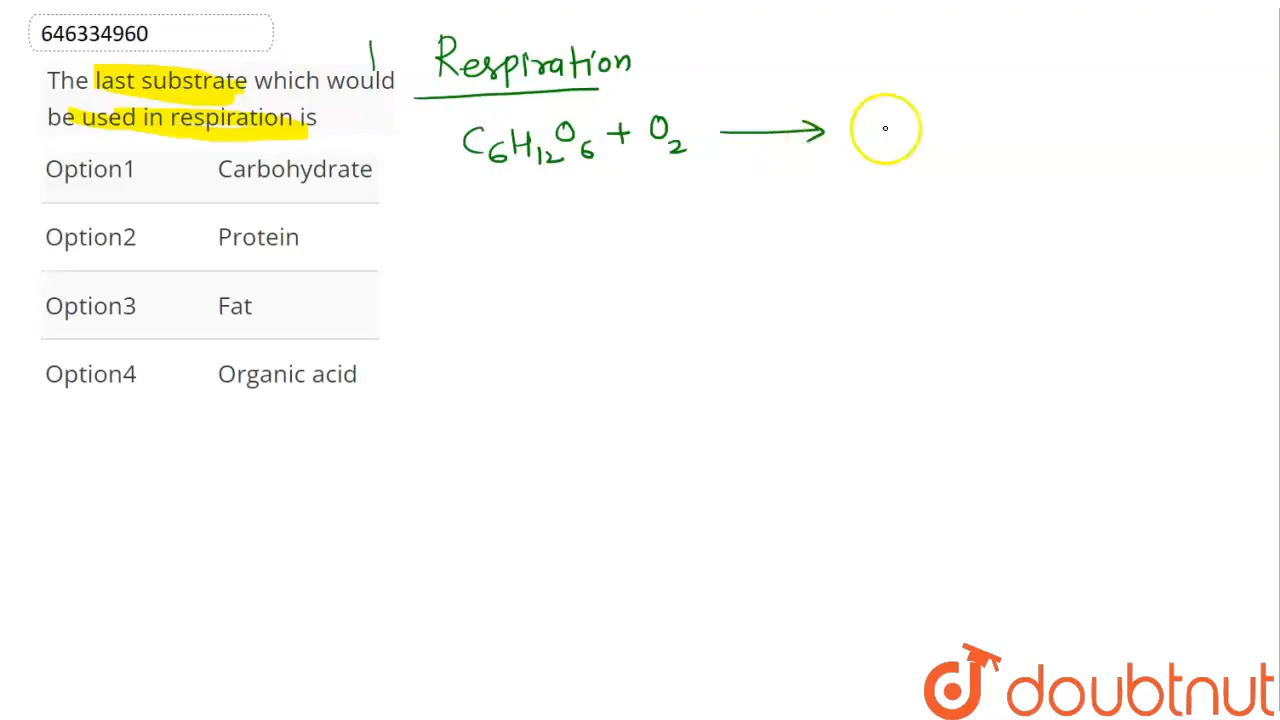 646334960
The last substrate which would
be used in respiration is
Option1 Carbohydrate
Option2 Protein
Option3 Fat
Option4 Organic acid
Respiration
C₆H₁₂O₆ + O₂ ⟶
doubtnut